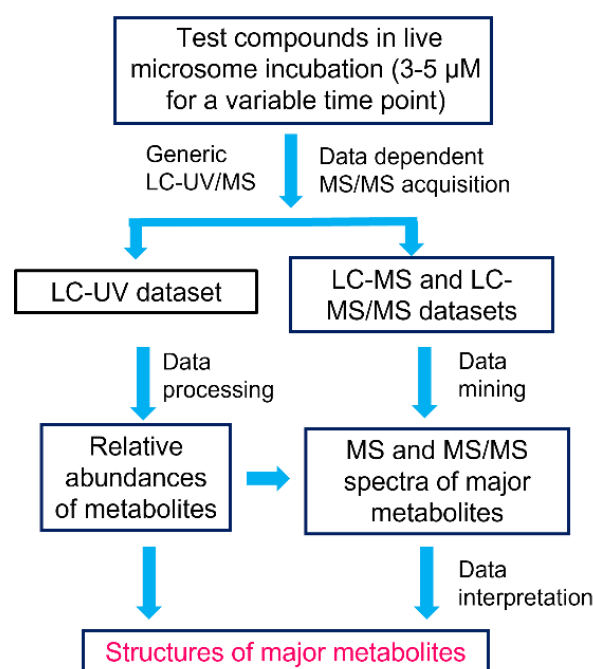 Test compounds in live
microsome incubation (3-5 µM
for a variable time point)
Generic
LC-UV/MS
Data dependent
MS/MS acquisition
LC-UV dataset
LC-MS and LC-
MS/MS datasets
Data
processing
Data
mining
Relative
abundances
of metabolites
MS and MS/MS
spectra of major
metabolites
Data
interpretation
Structures of major metabolites